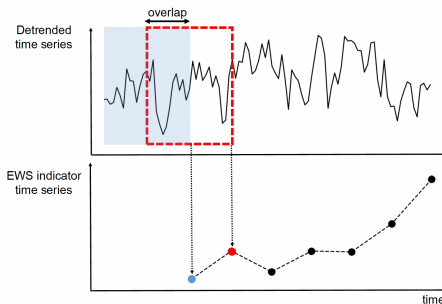 overlap
Detrended
time series
EWS indicator
time series
time